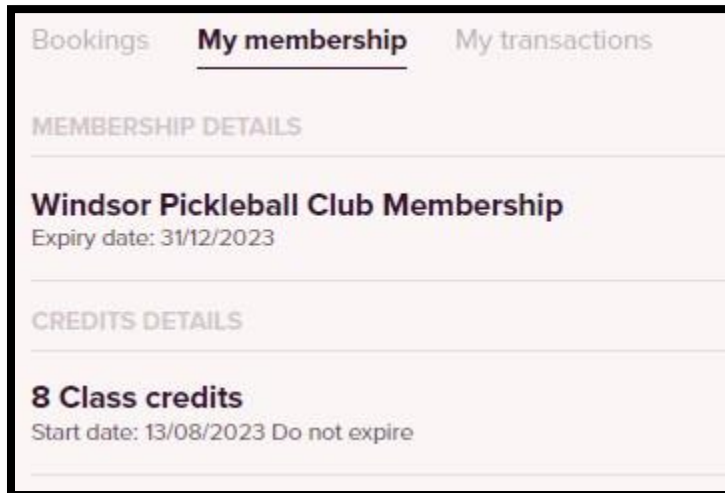 Bookings My membership My transactions
MEMBERSHIP DETAILS
Windsor Pickleball Club Membership
Expiry date: 31/12/2023
CREDITS DETAILS
8 Class credits
Start date: 13/08/2023 Do not expire